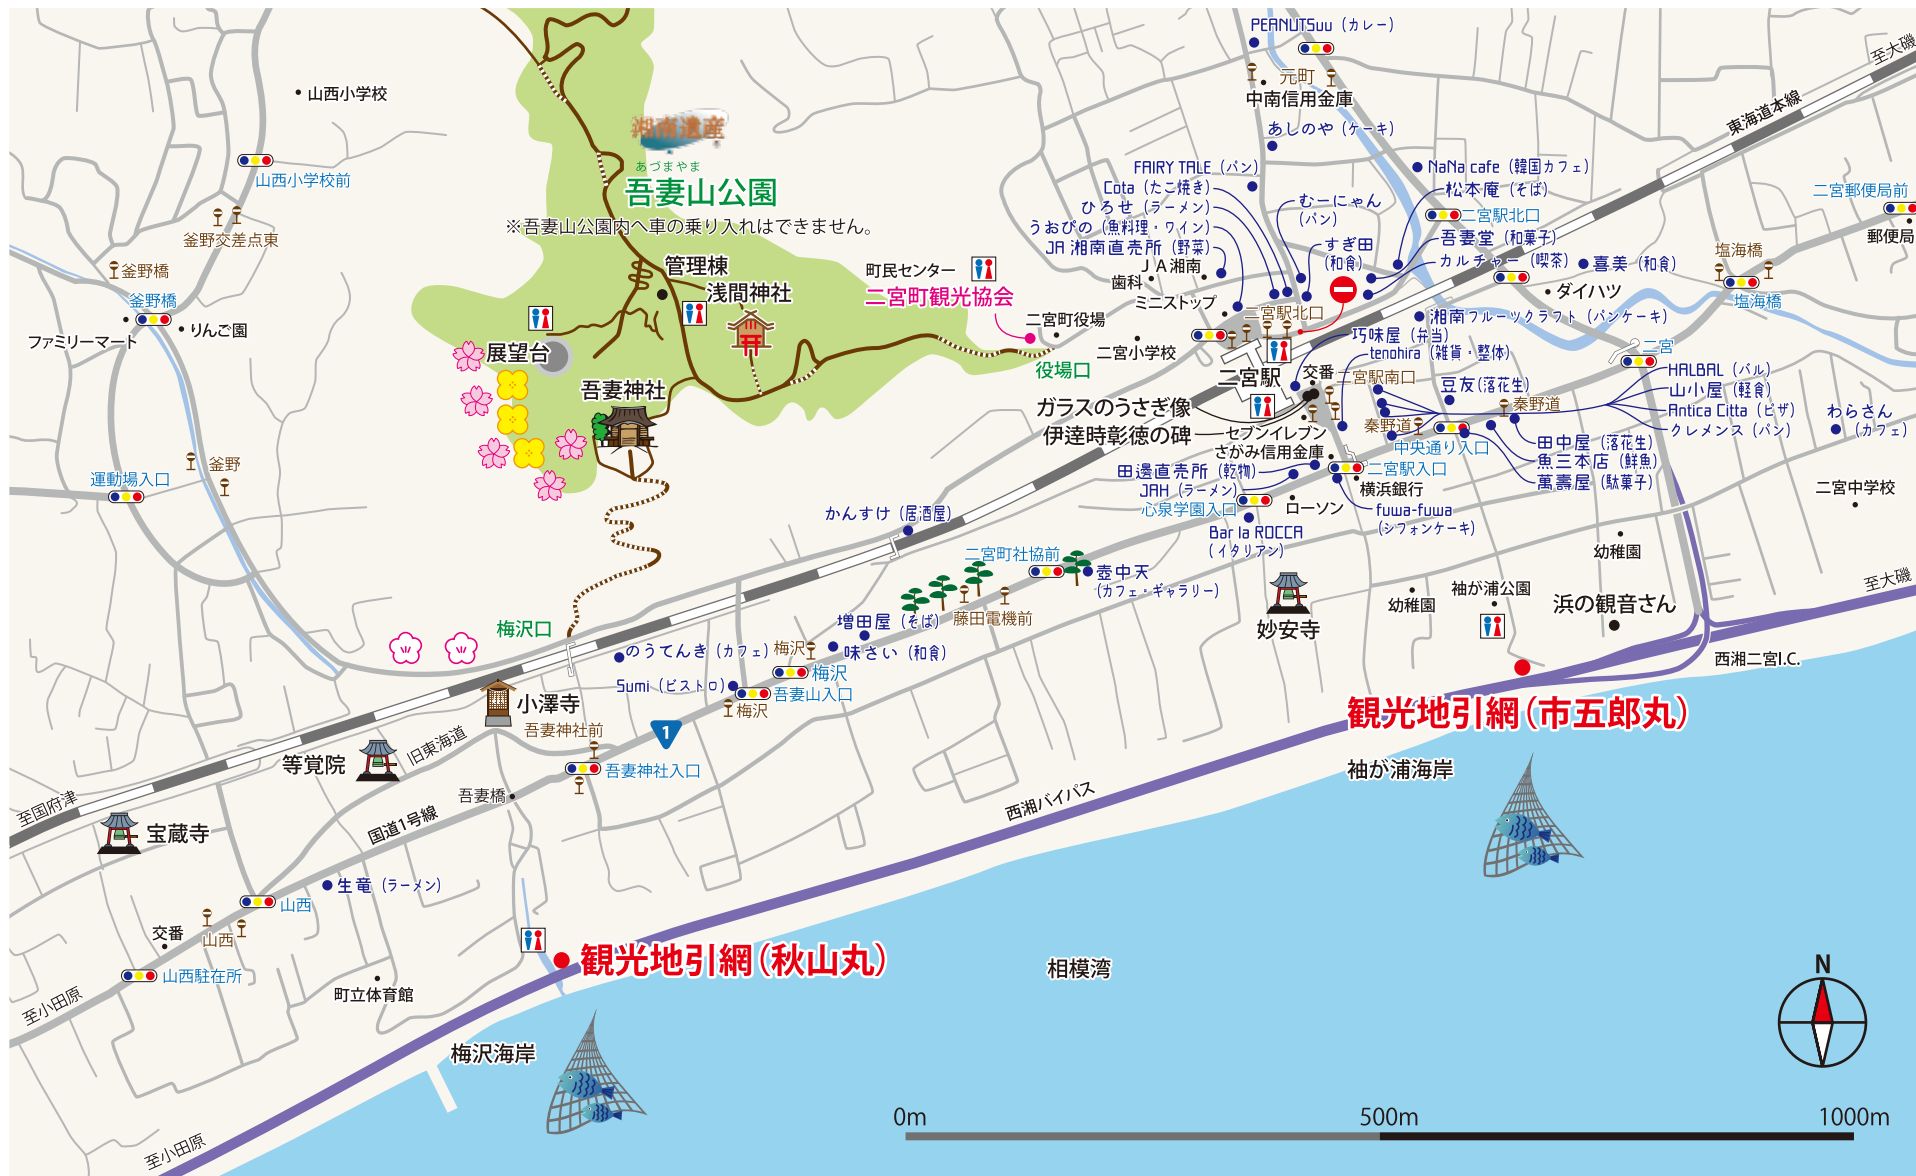 PEANUTSuu（カレー）
至大磯
元町
中南信用金庫
山西小学校
東海道本線
湘南遺産
あしのや（ケーキ）
あづまやま
吾妻山公園
※吾妻山公園内へ車の乗り入れはできません。
FAIRY TALE（パン）
NaNa cafe（韓国カフェ）
山西小学校前
Cota（たこ焼き）
松本庵（そば）
二宮郵便局前
ひろせ（ラーメン）
むーにゃん
（パン）
二宮駅北口
うおぴの（魚料理・ワイン）
郵便局
釜野交差点東
JA 湘南直売所（野菜）
すぎ田
（和食）
吾妻堂（和菓子）
塩海橋
釜野橋
管理棟
町民センター
ＪＡ湘南
カルチャー（喫茶）
喜美（和食）
歯科
浅間神社
二宮町観光協会
ダイハツ
釜野橋
ミニストップ
塩海橋
ファミリーマート
りんご園
二宮町役場
二宮駅北口
湘南フルーツクラフト（パンケーキ）
展望台
二宮小学校
巧味屋（弁当）
二宮
役場口
tenohira（雑貨・整体）
二宮駅
交番
二宮駅南口
HALBAL（バル）
吾妻神社
豆友(落花生)
山小屋（軽食）
ガラスのうさぎ像
秦野道
Antica Citta（ピザ）
わらさん
（カフェ）
伊達時彰徳の碑
セブンイレブン
秦野道
クレメンス（パン）
さがみ信用金庫
中央通り入口
田中屋（落花生）
釜野
田邊直売所（乾物）
二宮駅入口
魚三本店（鮮魚）
運動場入口
JAH（ラーメン）
横浜銀行
萬壽屋（駄菓子）
二宮中学校
心泉学園入口
ローソン
fuwa-fuwa
（シフォンケーキ）
かんすけ（居酒屋）
Bar la ROCCA
（イタリアン）
二宮町社協前
幼稚園
壺中天
（カフェ・ギャラリー）
至大磯
袖が浦公園
幼稚園
浜の観音さん
梅沢口
増田屋（そば）
藤田電機前
妙安寺
のうてんき（カフェ）
梅沢
味さい（和食）
西湘二宮I.C.
Sumi（ビストロ）
梅沢
吾妻山入口
小澤寺
梅沢
観光地引網（市五郎丸）
吾妻神社前
1
旧東海道
等覚院
吾妻神社入口
袖が浦海岸
吾妻橋
至国府津
西湘バイパス
国道1号線
宝蔵寺
生竜（ラーメン）
山西
交番
山西
観光地引網（秋山丸）
相模湾
山西駐在所
N
町立体育館
至小田原
梅沢海岸
0m
500m
1000m
至小田原